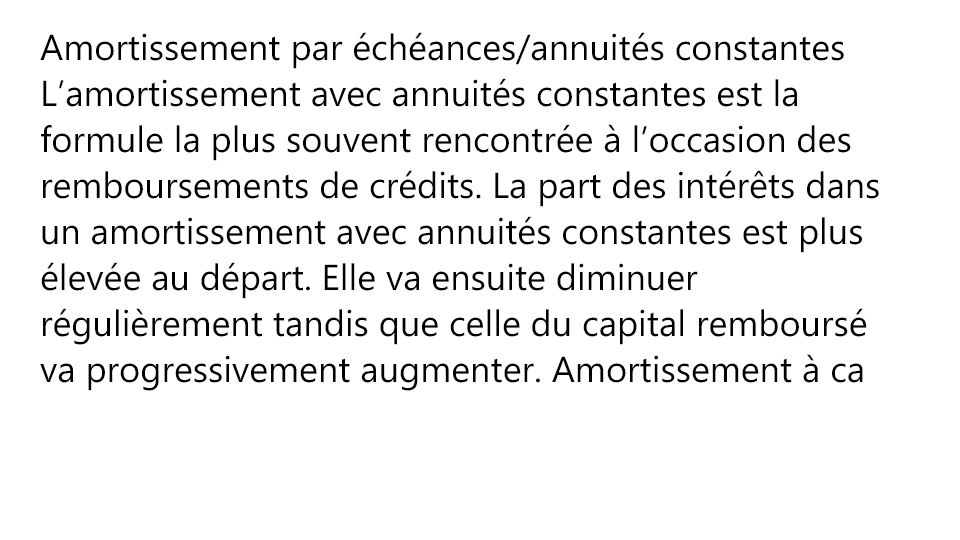 Amortissement par échéances/annuités constantes
L’amortissement avec annuités constantes est la
formule la plus souvent rencontrée à l’occasion des
remboursements de crédits. La part des intérêts dans
un amortissement avec annuités constantes est plus
élevée au départ. Elle va ensuite diminuer
régulièrement tandis que celle du capital remboursé
va progressivement augmenter. Amortissement à ca